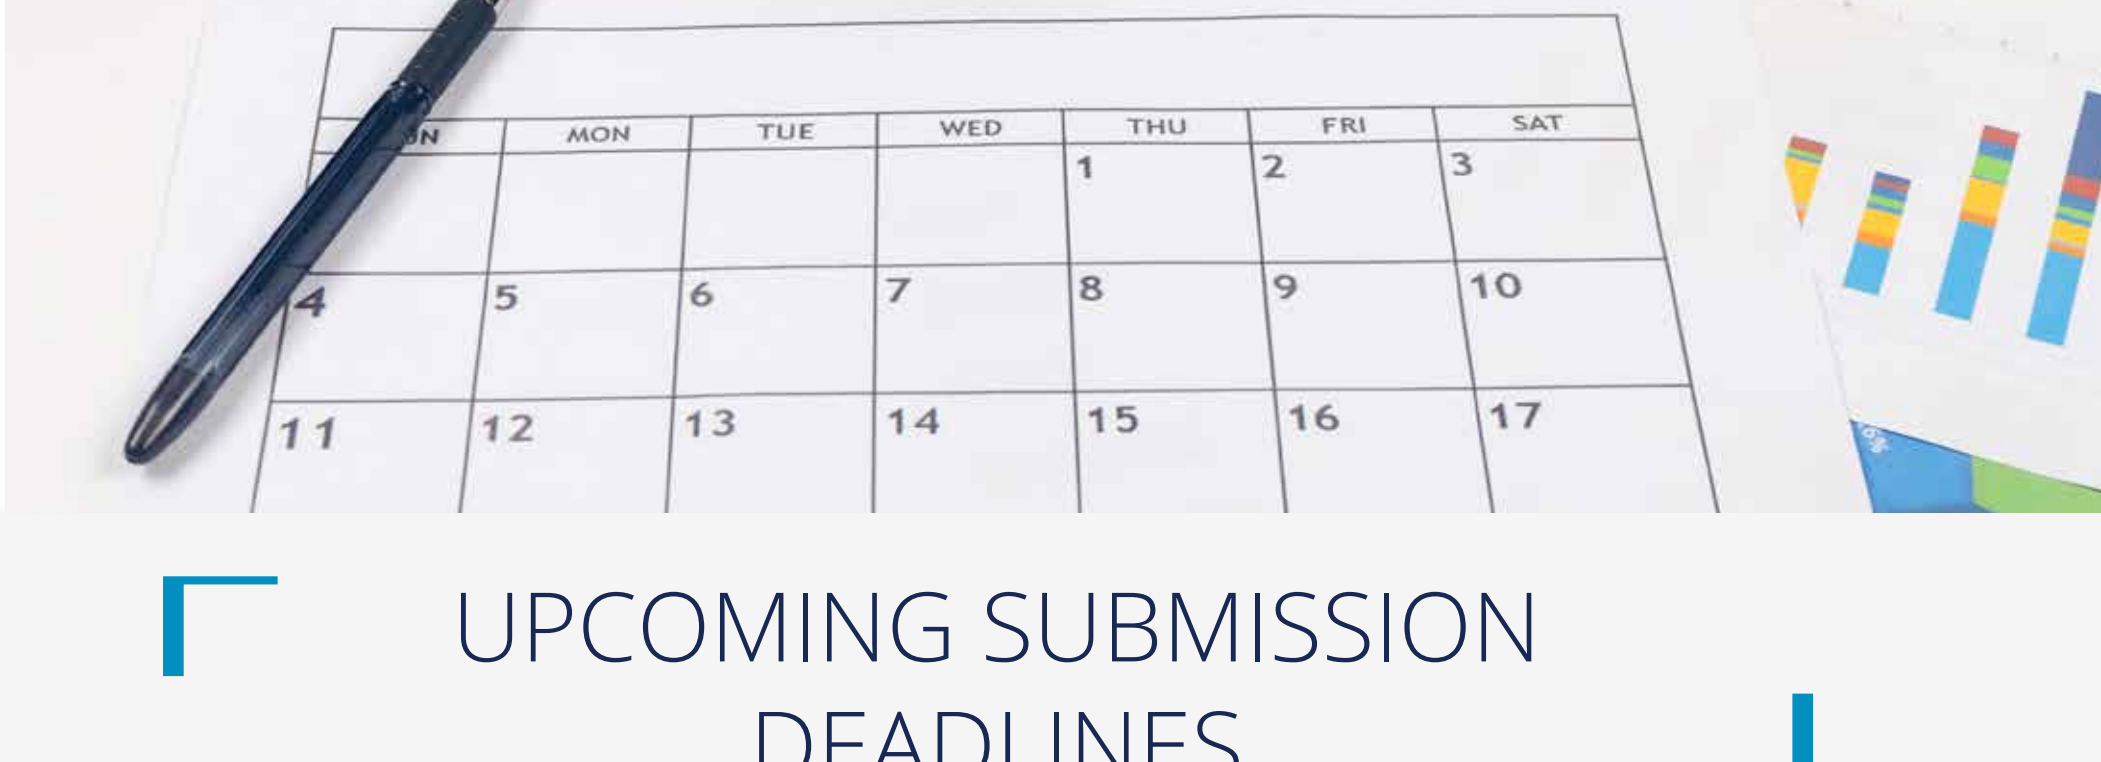 MON TUE WED THU FRI SAT
1 2 3
4 5 6 7 8 9 10
11 12 13 14 15 16 17
6%
UPCOMING SUBMISSION
DEADLINES